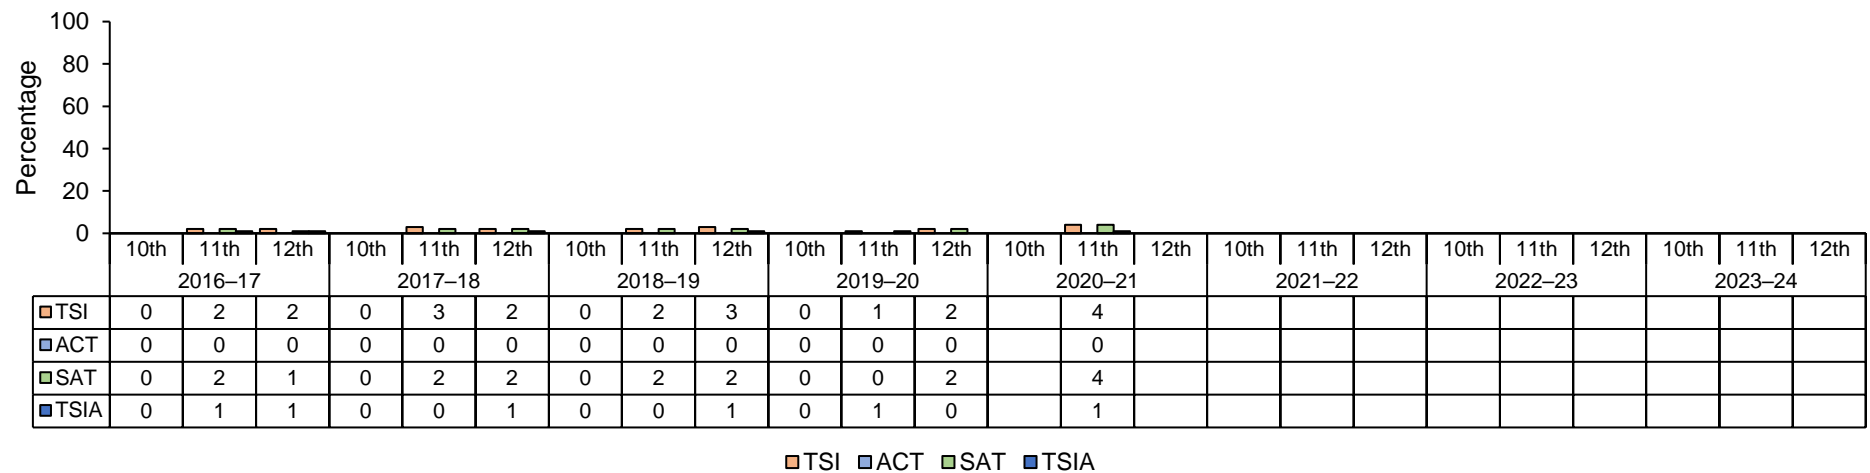 100
80
60
40
20
0
Percentage
10th 11th 12th 10th 11th 12th 10th 11th 12th 10th 11th 12th 10th 11th 12th 10th 11th 12th 10th 11th 12th 10th 11th 12th
2016–17 2017–18 2018–19 2019–20 2020–21 2021–22 2022–23 2023–24
TSI 0 2 2 0 3 2 0 2 3 0 1 2 4
ACT 0 0 0 0 0 0 0 0 0 0 0 0 0
SAT 0 2 1 0 2 2 0 2 2 0 0 2 4
TSIA 0 1 1 0 0 1 0 0 1 0 1 0 1
TSI ACT SAT TSIA